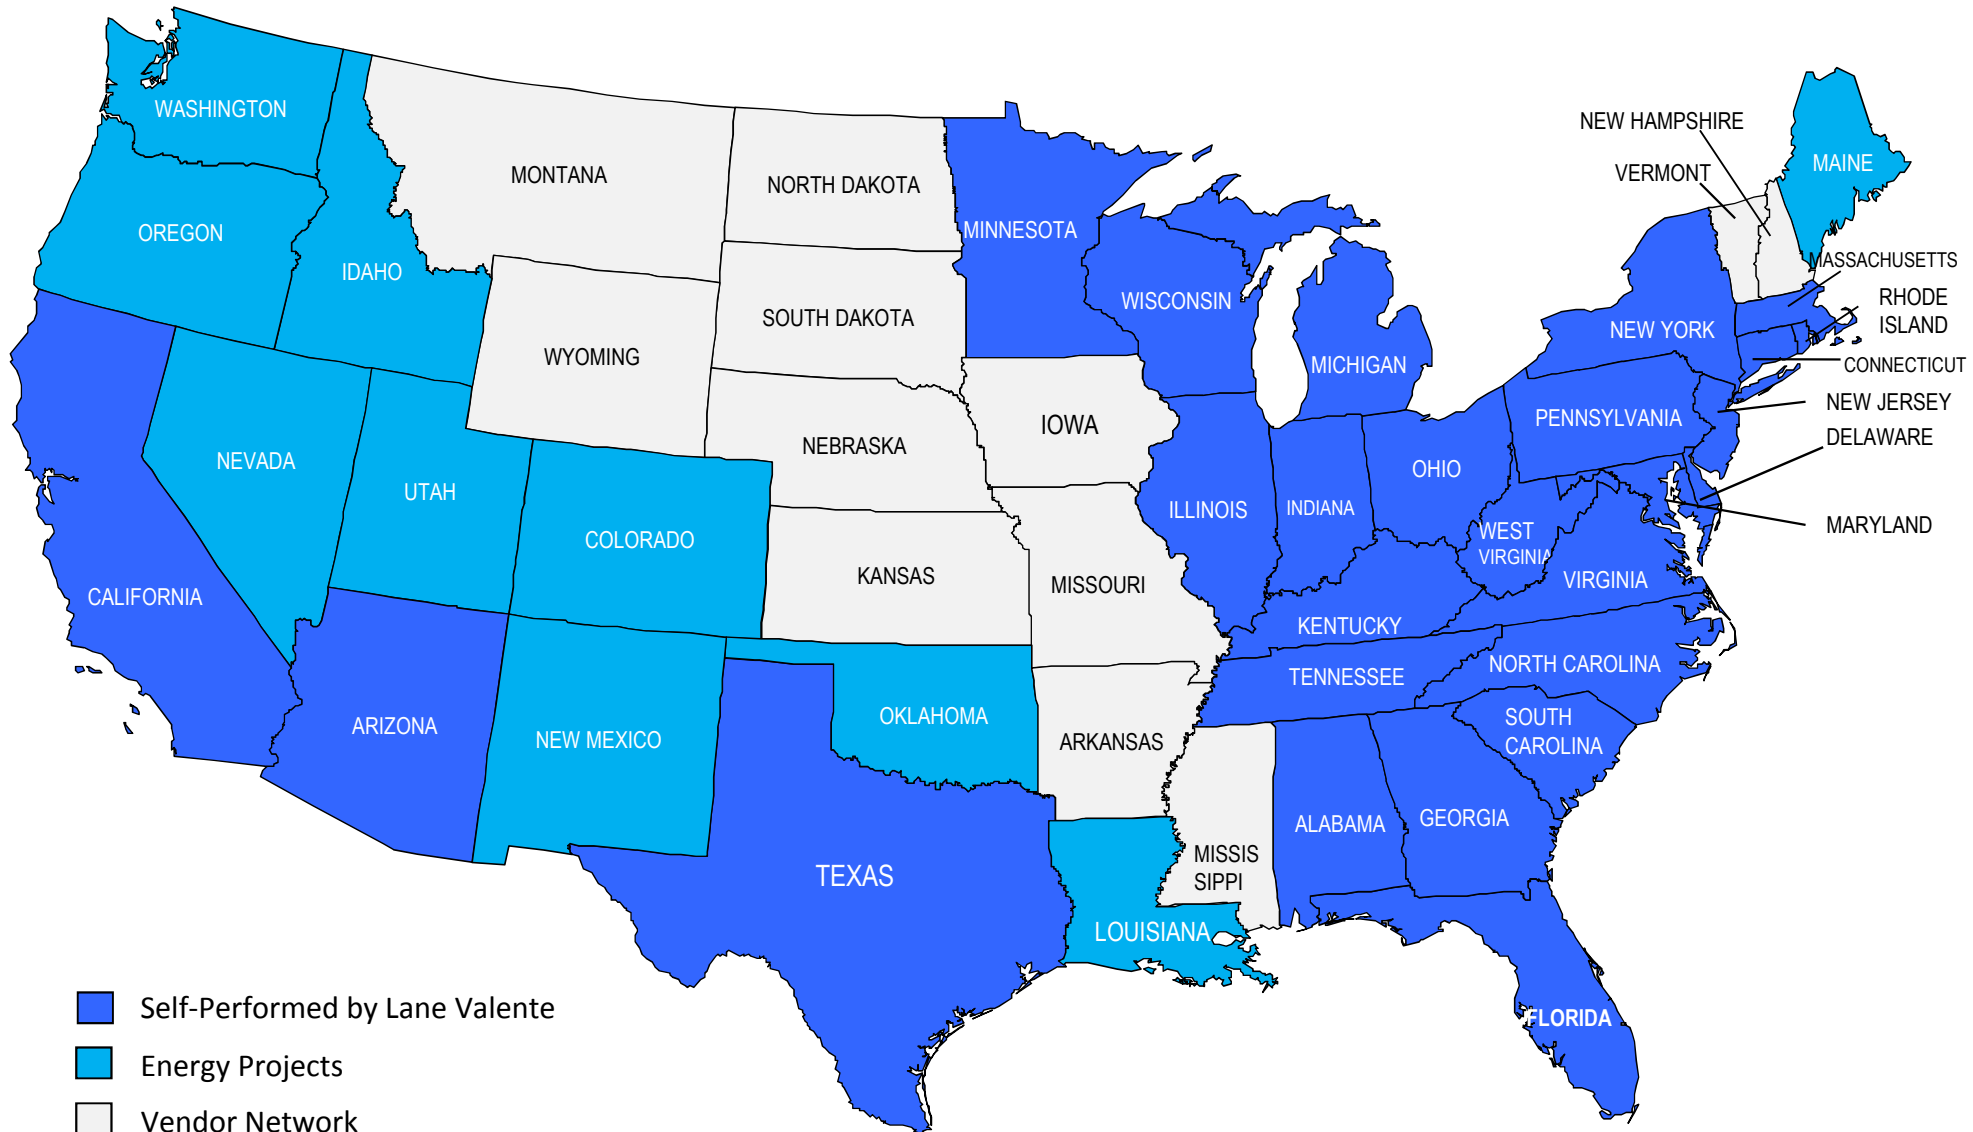 WASHINGTON
OREGON
IDAHO
MONTANA
NORTH DAKOTA
MINNESOTA
NEW HAMPSHIRE
VERMONT
MAINE
MASSACHUSETTS
RHODE
ISLAND
CONNECTICUT
NEW JERSEY
DELAWARE
MARYLAND
WISCONSIN
MICHIGAN
NEW YORK
PENNSYLVANIA
SOUTH DAKOTA
WYOMING
NEBRASKA
IOWA
ILLINOIS
INDIANA
OHIO
WEST
VIRGINIA
VIRGINIA
NEVADA
UTAH
COLORADO
KANSAS
MISSOURI
KENTUCKY
CALIFORNIA
ARIZONA
NEW MEXICO
OKLAHOMA
ARKANSAS
TENNESSEE
NORTH CAROLINA
SOUTH
CAROLINA
TEXAS
LOUISIANA
MISSIS
SIPPI
ALABAMA
GEORGIA
FLORIDA
Self-Performed by Lane Valente
Energy Projects
Vendor Network